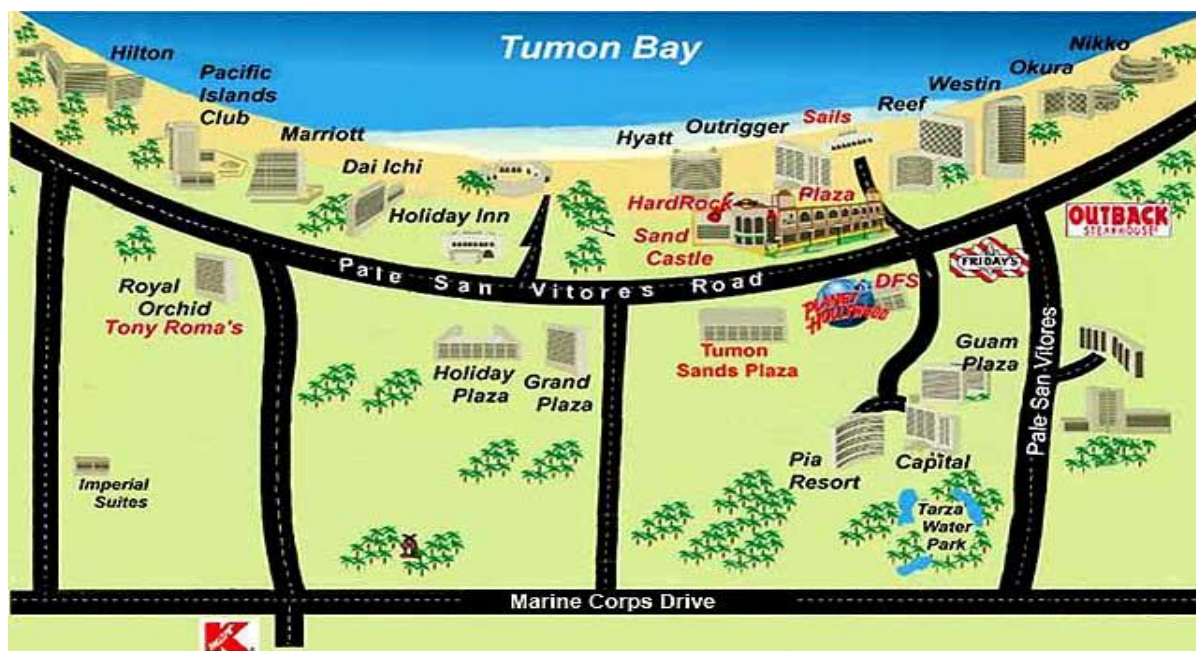 Tumon Bay
Hilton
Pacific
Islands
Club
Marriott
Dai Ichi
Holiday Inn
Hyatt
Outrigger
Sails
Reef
Westin
Okura
Nikko
HardRock
Plaza
Sand
Castle
OUTBACK
STEAKHOUSE
FRIDAY'S
DFS
PLANET
HOLLYWOOD
Pale San Vitores Road
Royal
Orchid
Tony Roma's
Holiday
Plaza
Grand
Plaza
Tumon
Sands Plaza
Guam
Plaza
Pale San Vitores
Pia
Resort
Capital
Imperial
Suites
Tarza
Water
Park
Marine Corps Drive
K